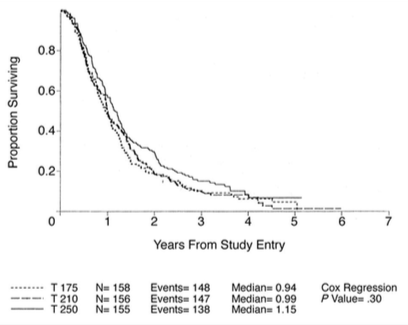 Proportion Surviving
0.8
0.6
0.4
0.2
0 1 2 3 4 5 6 7
Years From Study Entry
T 175 N= 158 Events= 148 Median= 0.94 Cox Regression
T 210 N= 156 Events= 147 Median= 0.99 P Value= .30
T 250 N= 155 Events= 138 Median= 1.15